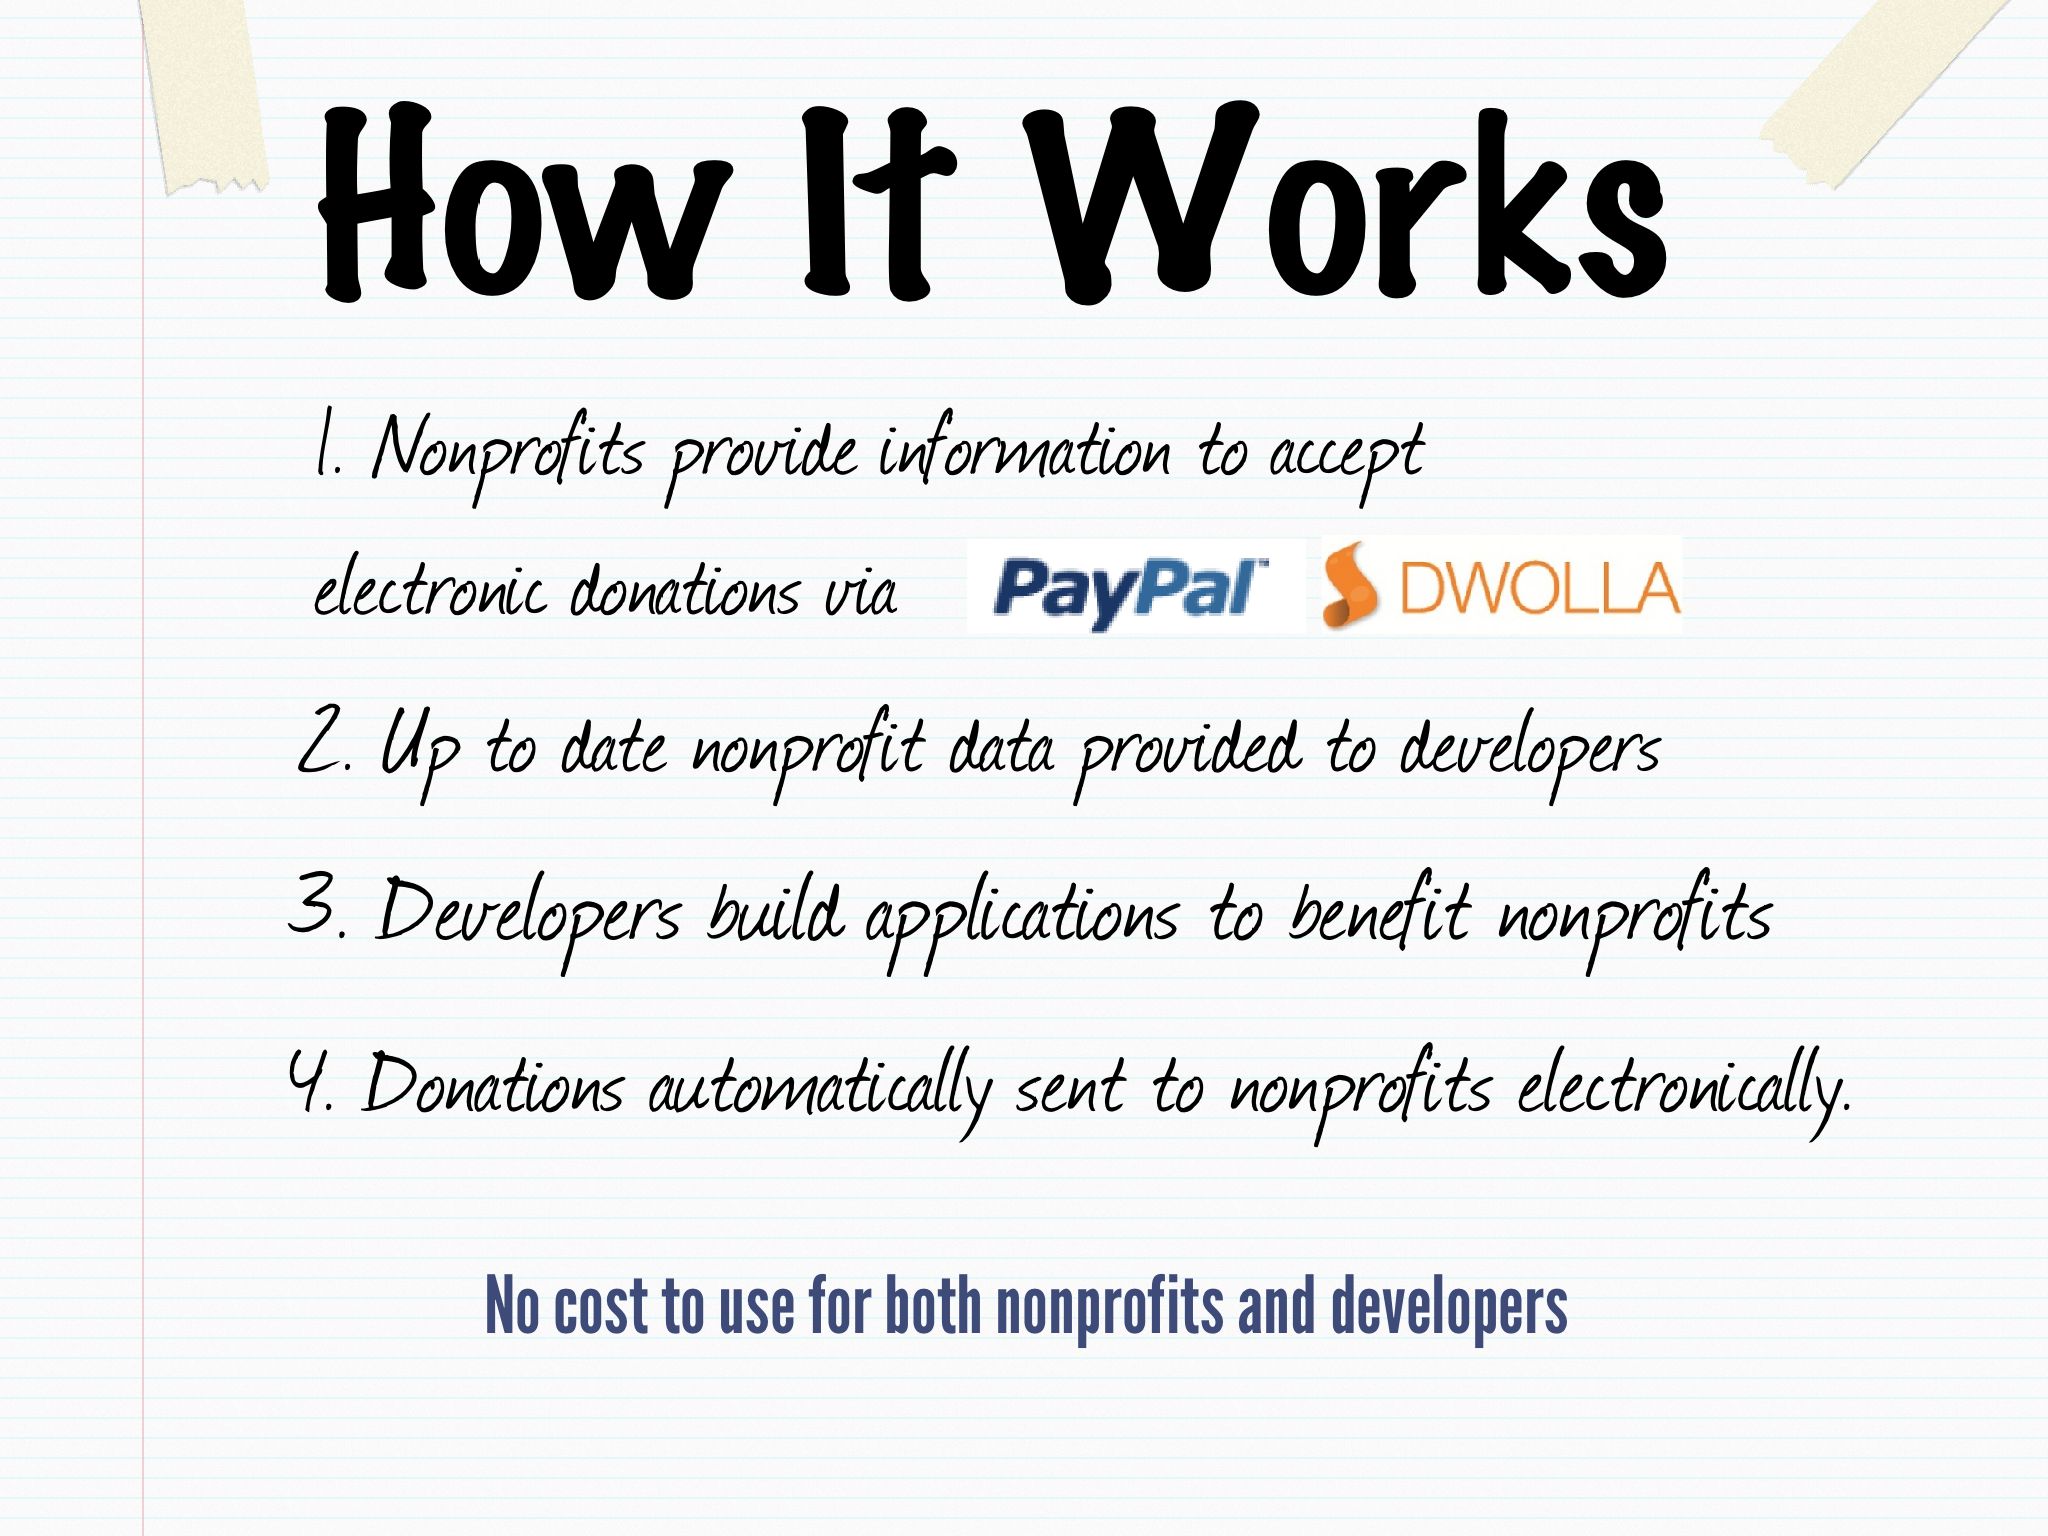 How It Works
1. Nonprofits provide information to accept
electronic donations via PayPal™ DWOLLA
2. Up to date nonprofit data provided to developers
3. Developers build applications to benefit nonprofits
4. Donations automatically sent to nonprofits electronically.
No cost to use for both nonprofits and developers